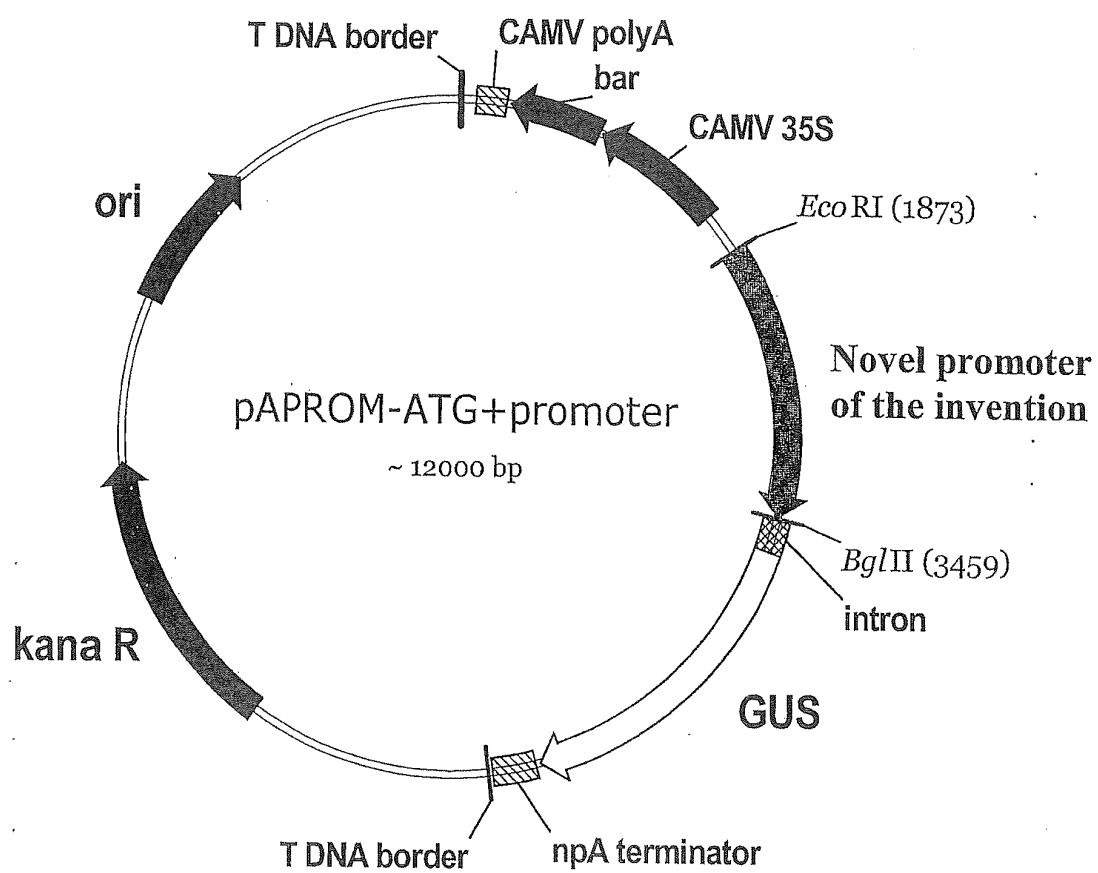 T DNA border
CAMV polyA
bar
CAMV 35S
EcoRI (1873)
ori
Novel promoter
of the invention
pAPROM-ATG+promoter
~ 12000 bp
BglII (3459)
intron
kana R
GUS
T DNA border
npA terminator